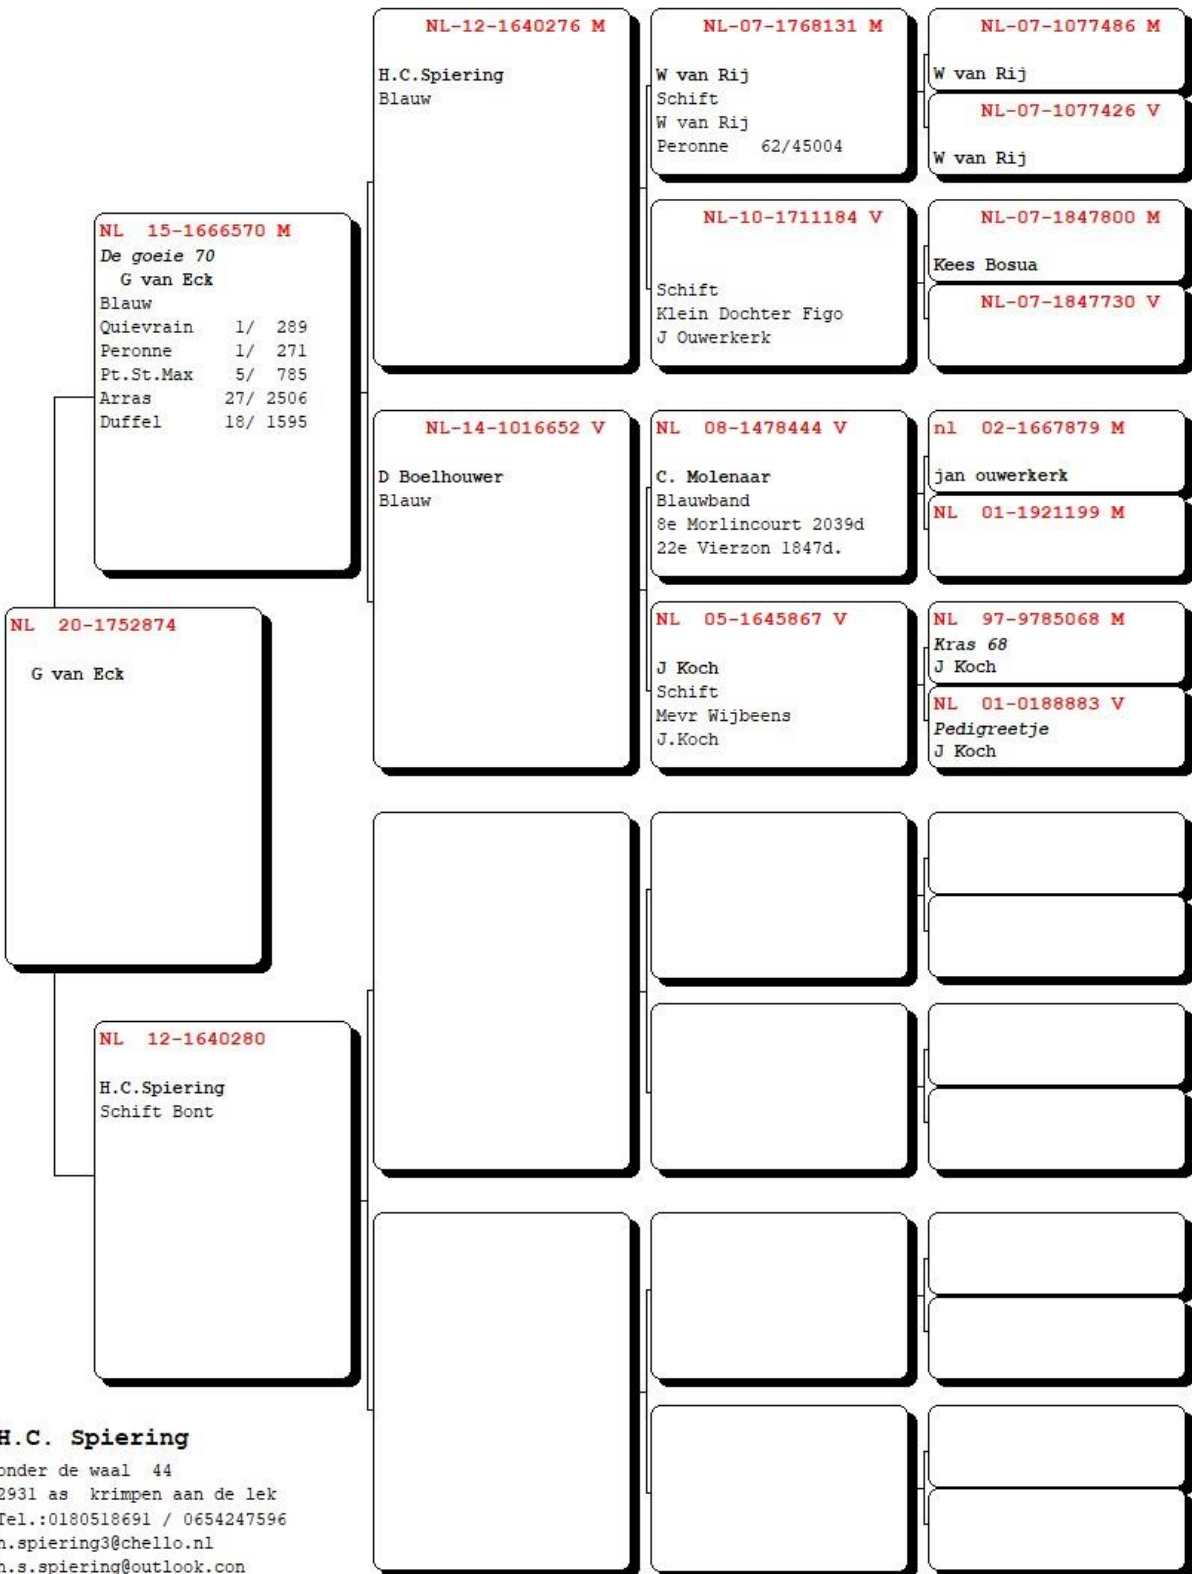 NL 20-1752874
G van Eck
NL 15-1666570 M
De goeie 70
G van Eck
Blauw
Quievrain 1/ 289
Peronne 1/ 271
Pt.St.Max 5/ 785
Arras 27/ 2506
Duffel 18/ 1595
NL 12-1640280
H.C.Spiering
Schift Bont
NL-12-1640276 M
H.C.Spiering
Blauw
NL-14-1016652 V
D Boelhouwer
Blauw
NL-07-1768131 M
W van Rij
Schift
W van Rij
Peronne 62/45004
NL-10-1711184 V
Schift
Klein Dochter Figo
J Ouwerkerk
NL 08-1478444 V
C. Molenaar
Blauwband
8e Morlincourt 2039d
22e Vierzon 1847d.
NL 05-1645867 V
J Koch
Schift
Mevr Wijbeens
J.Koch
NL-07-1077486 M
W van Rij
NL-07-1077426 V
W van Rij
NL-07-1847800 M
Kees Bosua
NL-07-1847730 V
nl 02-1667879 M
jan ouwerkerk
NL 01-1921199 M
NL 97-9785068 M
Kras 68
J Koch
NL 01-0188883 V
Pedigreetje
J Koch
H.C. Spiering
onder de waal 44
2931 as krimpen aan de lek
Tel.:0180518691 / 0654247596
h.spiering3@chello.nl
h.s.spiering@outlook.con